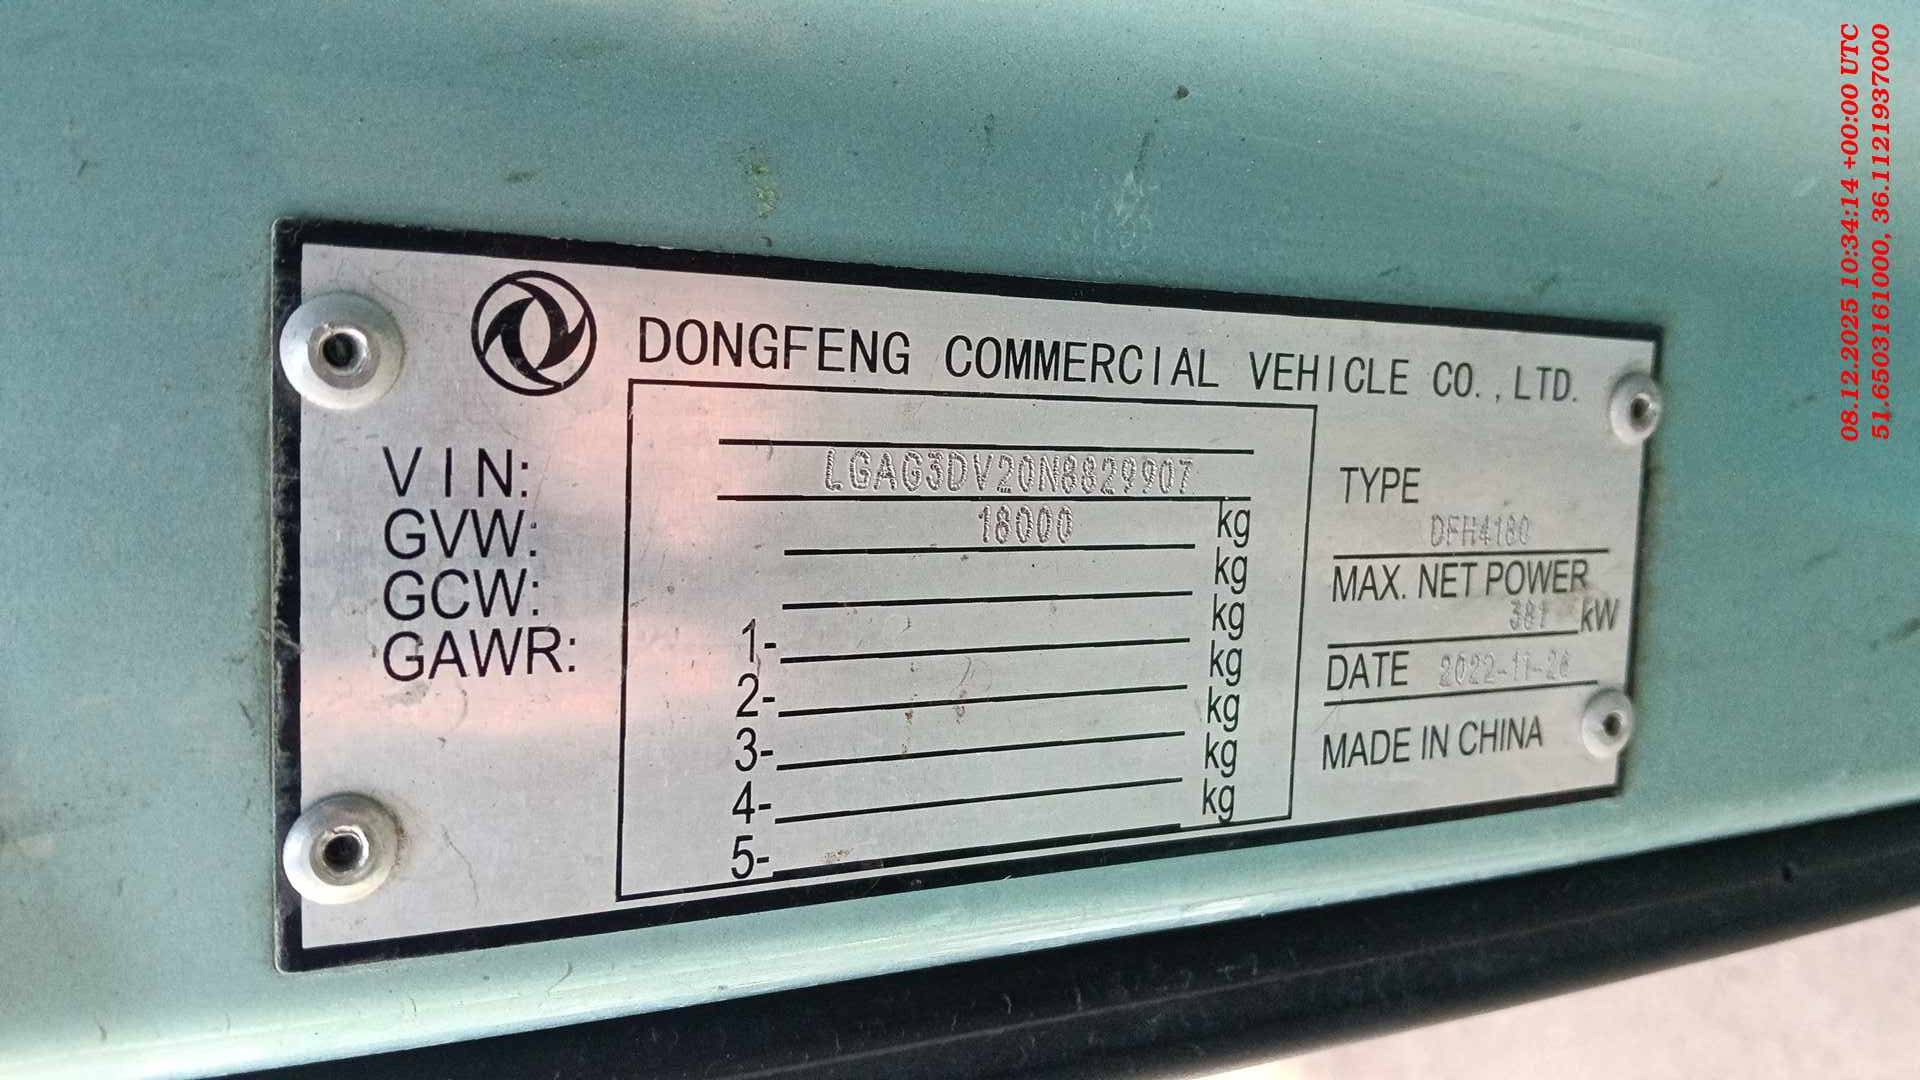 DONGFENG COMMERCIAL VEHICLE CO.,LTD.
VIN: LGAG3DV20N8829907
GVW: 18000 kg
GCW: kg
GAWR: 1- kg
2- kg
3- kg
4- kg
5- kg
TYPE
DFH4180
MAX. NET POWER
381 kW
DATE 2022-11-26
MADE IN CHINA
08.12.2025 10:34:14 +00:00 UTC
51.6503161000, 36.1121937000